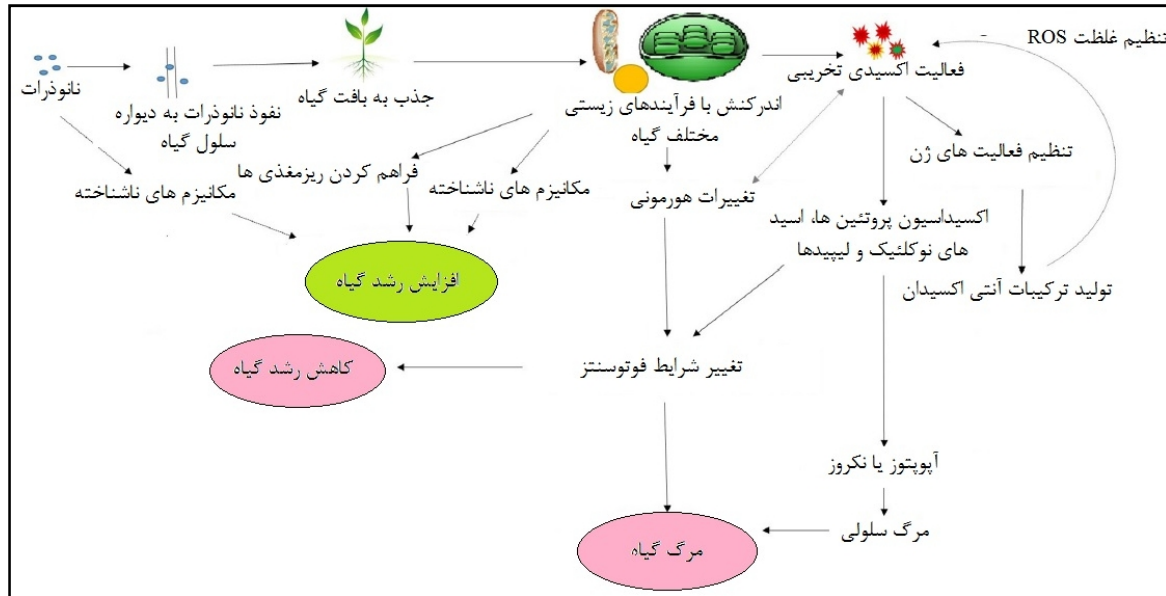 تنظیم غلظت ROS
نانوذرات
نفوذ نانوذرات به دیواره
سلول گیاه
جذب به بافت گیاه
اندرکنش با فرآیندهای زیستی
مختلف گیاه
فعالیت اکسیدی تخریبی
مکانیزم های ناشناخته
فراهم کردن ریزمغذی ها
مکانیزم های ناشناخته
تغییرات هورمونی
تنظیم فعالیت های ژن
اکسیداسیون پروتئین ها، اسید
های نوکلئیک و لیپیدها
تولید ترکیبات آنتی اکسیدان
افزایش رشد گیاه
کاهش رشد گیاه
تغییر شرایط فوتوسنتز
آپوپتوز یا نکروز
مرگ سلولی
مرگ گیاه